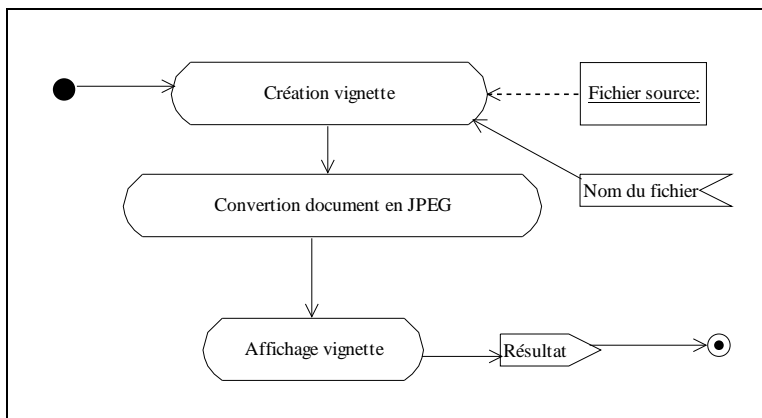 Création vignette
Fichier source:
Nom du fichier
Convertion document en JPEG
Affichage vignette
Résultat